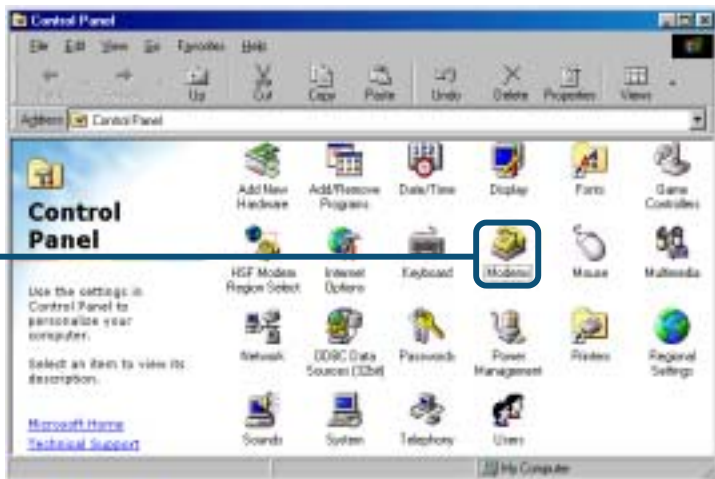 Control Panel
File Edit View Go Favorites Help
Up Cut Copy Paste Undo Delete Properties Views
Address Control Panel
Control
Panel
Use the settings in
Control Panel to
personalize your
computer.
Select an item to view its
description.
Microsoft Home
Technical Support
Add New
Hardware
Add/Remove
Programs
Date/Time
Display
Fonts
Game
Controllers
HSF Modem
Region Select
Internet
Options
Keyboard
Modems
Mouse
Multimedia
Network
ODBC Data
Sources (32bit)
Passwords
Power
Management
Printers
Regional
Settings
Sounds
System
Telephony
Users
My Computer